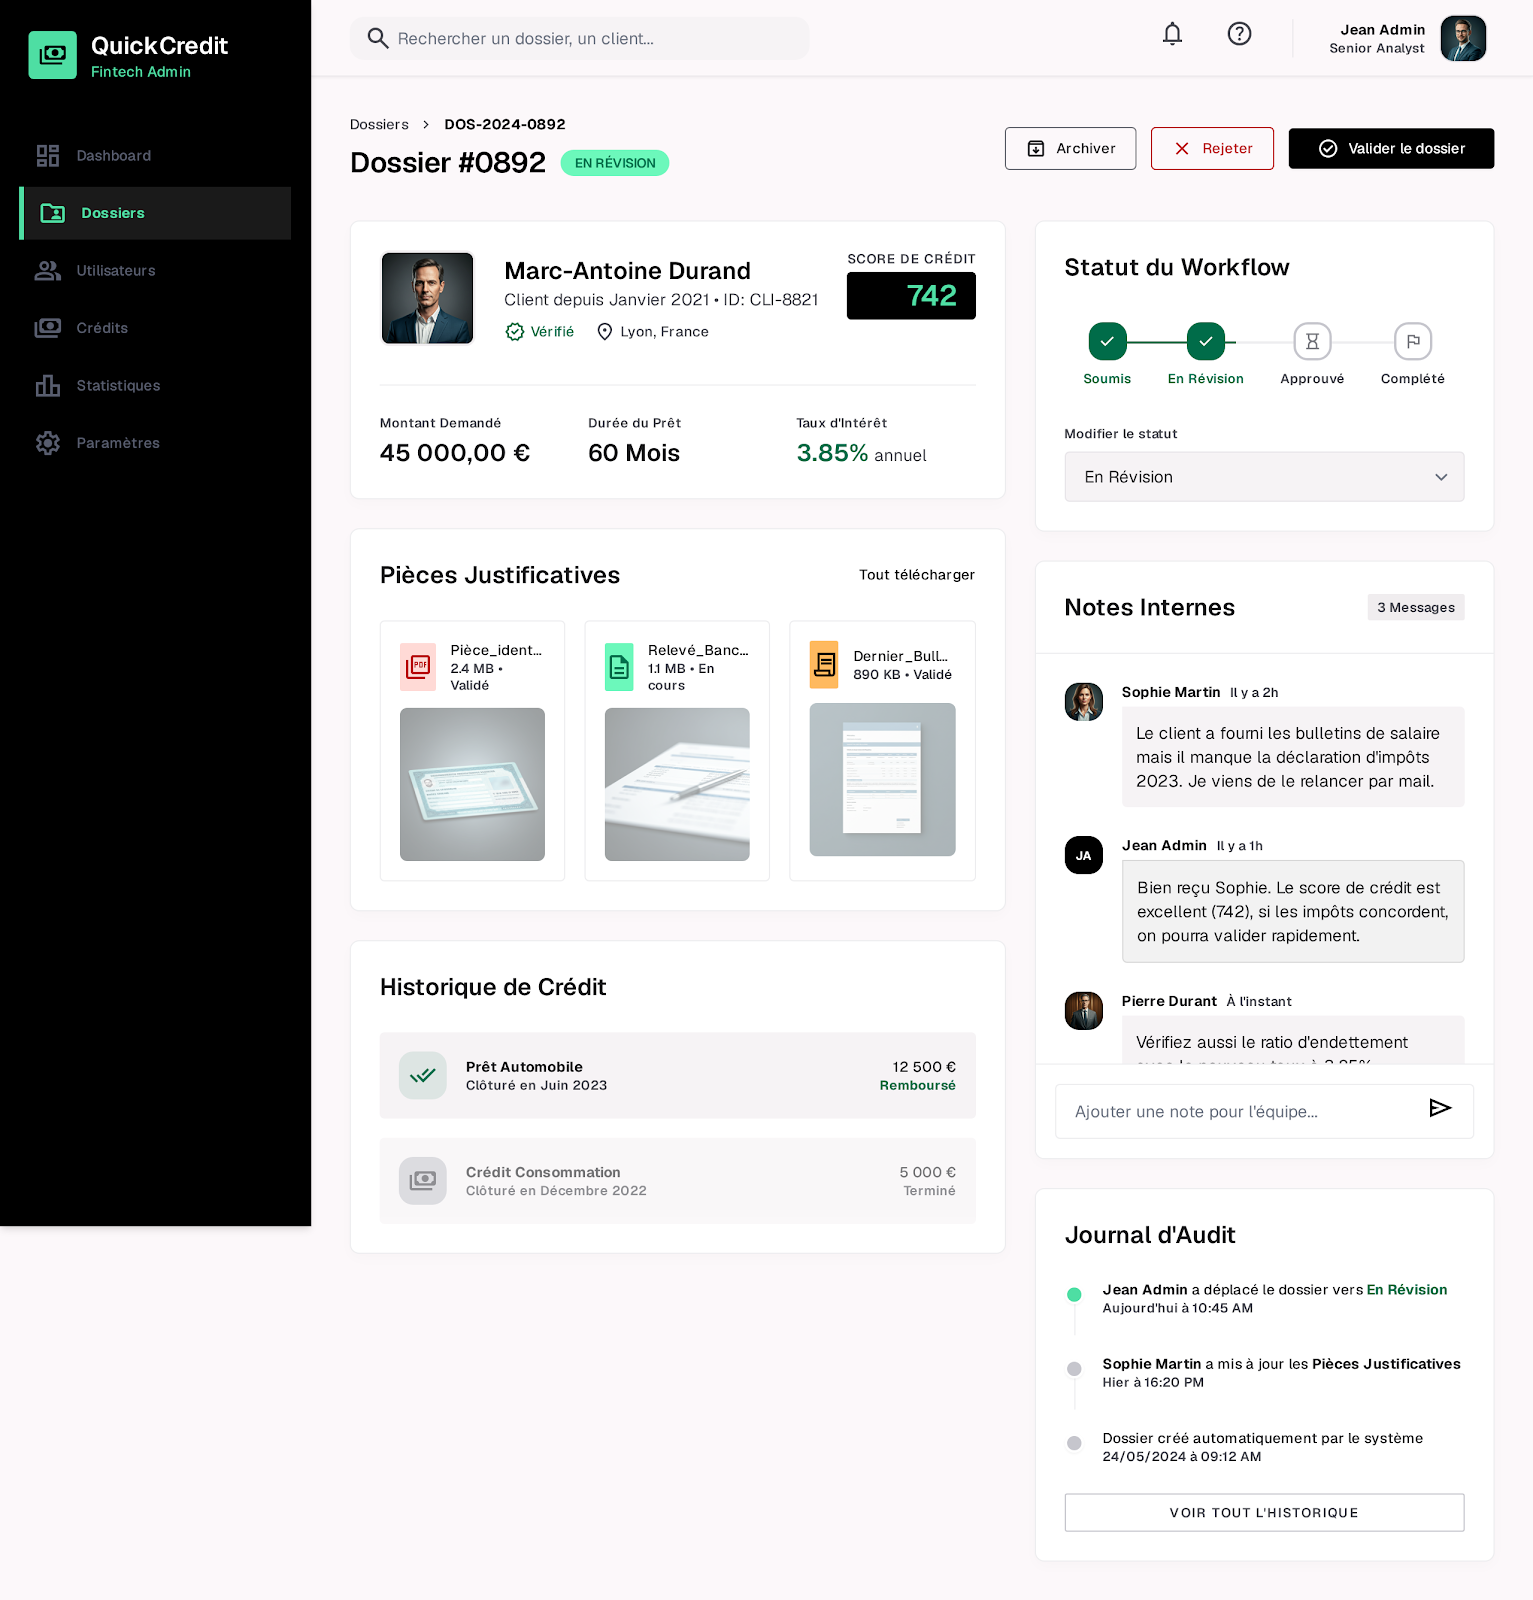 QuickCredit
Fintech Admin
Dashboard
Dossiers
Utilisateurs
Crédits
Statistiques
Paramètres
Rechercher un dossier, un client...
Jean Admin
Senior Analyst
Dossiers > DOS-2024-0892
Dossier #0892 EN RÉVISION
Archiver
Rejeter
Valider le dossier
Marc-Antoine Durand
Client depuis Janvier 2021 • ID: CLI-8821
Vérifié
Lyon, France
SCORE DE CRÉDIT
742
Montant Demandé
45 000,00 €
Durée du Prêt
60 Mois
Taux d'Intérêt
3.85% annuel
Pièces Justificatives
Tout télécharger
PDF
Pièce_ident...
2.4 MB •
Validé
Relevé_Banc...
1.1 MB • En
cours
Dernier_Bull...
890 KB • Validé
Historique de Crédit
Prêt Automobile
Clôturé en Juin 2023
12 500 €
Remboursé
Crédit Consommation
Clôturé en Décembre 2022
5 000 €
Terminé
Statut du Workflow
Soumis
En Révision
Approuvé
Complété
Modifier le statut
En Révision
Notes Internes
3 Messages
Sophie Martin Il y a 2h
Le client a fourni les bulletins de salaire
mais il manque la déclaration d'impôts
2023. Je viens de le relancer par mail.
JA
Jean Admin Il y a 1h
Bien reçu Sophie. Le score de crédit est
excellent (742), si les impôts concordent,
on pourra valider rapidement.
Pierre Durant À l'instant
Vérifiez aussi le ratio d'endettement
avec le nouveau taux à 3.85%
Ajouter une note pour l'équipe...
Journal d'Audit
Jean Admin a déplacé le dossier vers En Révision
Aujourd'hui à 10:45 AM
Sophie Martin a mis à jour les Pièces Justificatives
Hier à 16:20 PM
Dossier créé automatiquement par le système
24/05/2024 à 09:12 AM
VOIR TOUT L'HISTORIQUE